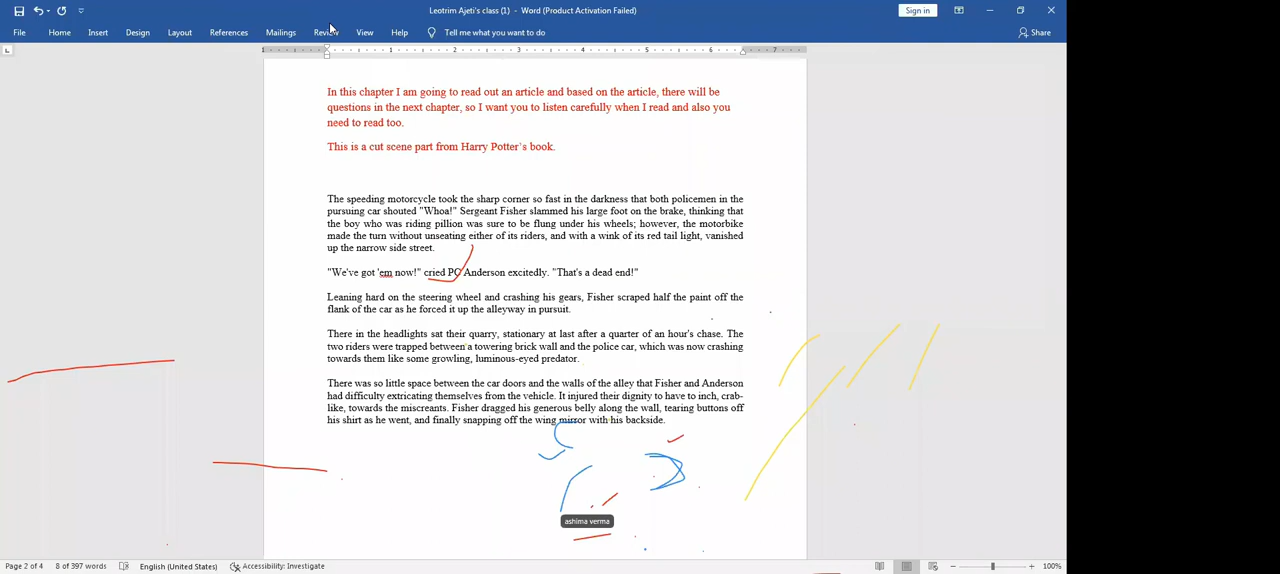 Leotrim Ajeti's class (1) - Word (Product Activation Failed)
Sign in
File Home Insert Design Layout References Mailings Review View Help Tell me what you want to do Share
1 1 2 3 4 5 6 7
In this chapter I am going to read out an article and based on the article, there will be
questions in the next chapter, so I want you to listen carefully when I read and also you
need to read too.
This is a cut scene part from Harry Potter's book.
The speeding motorcycle took the sharp corner so fast in the darkness that both policemen in the
pursuing car shouted "Whoa!" Sergeant Fisher slammed his large foot on the brake, thinking that
the boy who was riding pillion was sure to be flung under his wheels; however, the motorbike
made the turn without unseating either of its riders, and with a wink of its red tail light, vanished
up the narrow side street.
"We've got 'em now!" cried PC Anderson excitedly. "That's a dead end!"
Leaning hard on the steering wheel and crashing his gears, Fisher scraped half the paint off the
flank of the car as he forced it up the alleyway in pursuit.
There in the headlights sat their quarry, stationary at last after a quarter of an hour's chase. The
two riders were trapped between a towering brick wall and the police car, which was now crashing
towards them like some growling, luminous-eyed predator.
There was so little space between the car doors and the walls of the alley that Fisher and Anderson
had difficulty extricating themselves from the vehicle. It injured their dignity to have to inch, crab-
like, towards the miscreants. Fisher dragged his generous belly along the wall, tearing buttons off
his shirt as he went, and finally snapping off the wing mirror with his backside.
ashima verma
Page 2 of 4 8 of 397 words English (United States) Accessibility: Investigate 100%